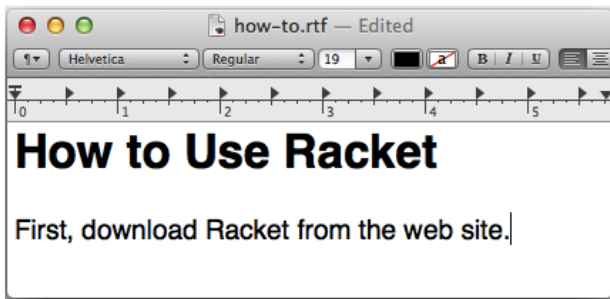 how-to.rtf — Edited
¶ Helvetica Regular 19 a B I U
0 1 2 3 4 5
How to Use Racket
First, download Racket from the web site.